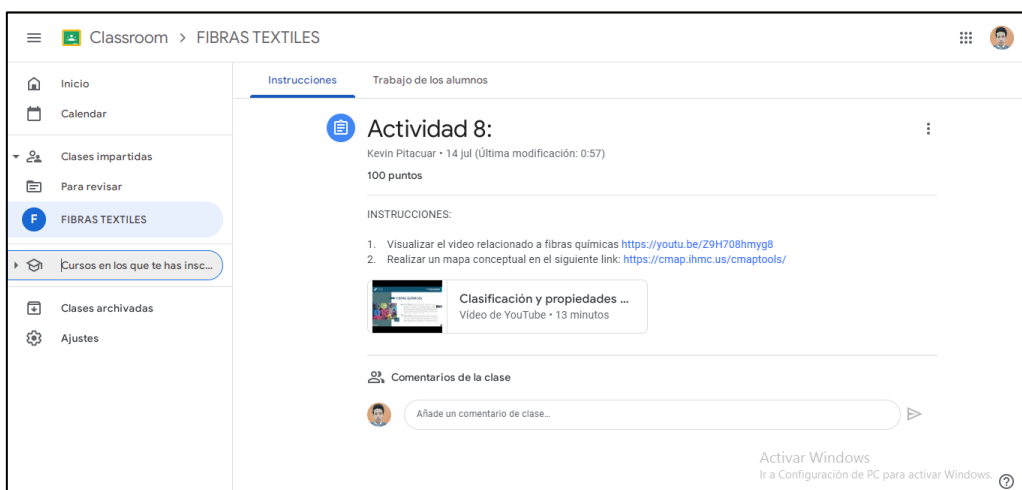 Classroom > FIBRAS TEXTILES
Inicio
Calendar
Clases impartidas
Para revisar
F FIBRAS TEXTILES
Cursos en los que te has insc...
Clases archivadas
Ajustes
Instrucciones Trabajo de los alumnos
Actividad 8:
Kevin Pitacuar • 14 jul (Última modificación: 0:57)
100 puntos
INSTRUCCIONES:
1. Visualizar el video relacionado a fibras químicas https://youtu.be/Z9H708hmyg8
2. Realizar un mapa conceptual en el siguiente link: https://cmap.ihmc.us/cmaptools/
Clasificación y propiedades ...
Vídeo de YouTube • 13 minutos
Comentarios de la clase
Añade un comentario de clase...
Activar Windows
Ir a Configuración de PC para activar Windows.